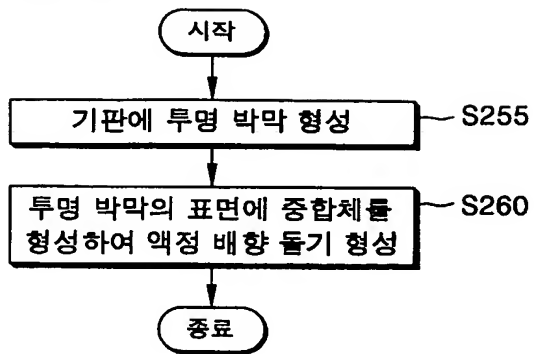 시작
기판에 투명 박막 형성
S255
투명 박막의 표면에 중합체를
형성하여 액정 배향 돌기 형성
S260
종료